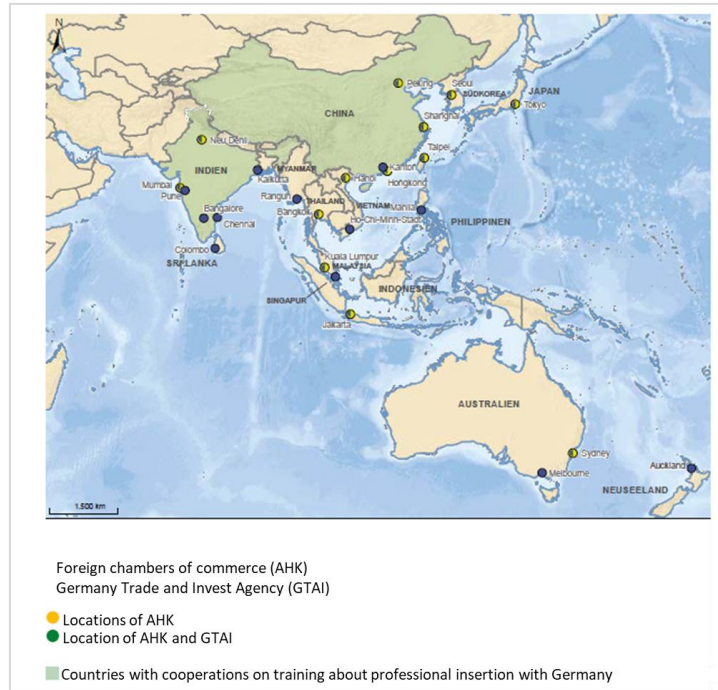 N
Peking
Seoul
SÜDKOREA
JAPAN
Tokyo
CHINA
Shanghai
Neu Delhi
Taipei
INDIEN
Kanton
MYANMAR
Hanoi
Hongkong
Kalkutta
Mumbai
Pune
Rangun
THAILAND
VIETNAM
Manila
Bangalore
Bangkok
Ho-Chi-Minh-Stadt
PHILIPPINEN
Chennai
Colombo
SRI LANKA
Kuala Lumpur
MALAYSIA
INDONESIEN
SINGAPUR
Jakarta
AUSTRALIEN
Sydney
Melbourne
Auckland
NEUSEELAND
1.500 km
Foreign chambers of commerce (AHK)
Germany Trade and Invest Agency (GTAI)
Locations of AHK
Location of AHK and GTAI
Countries with cooperations on training about professional insertion with Germany